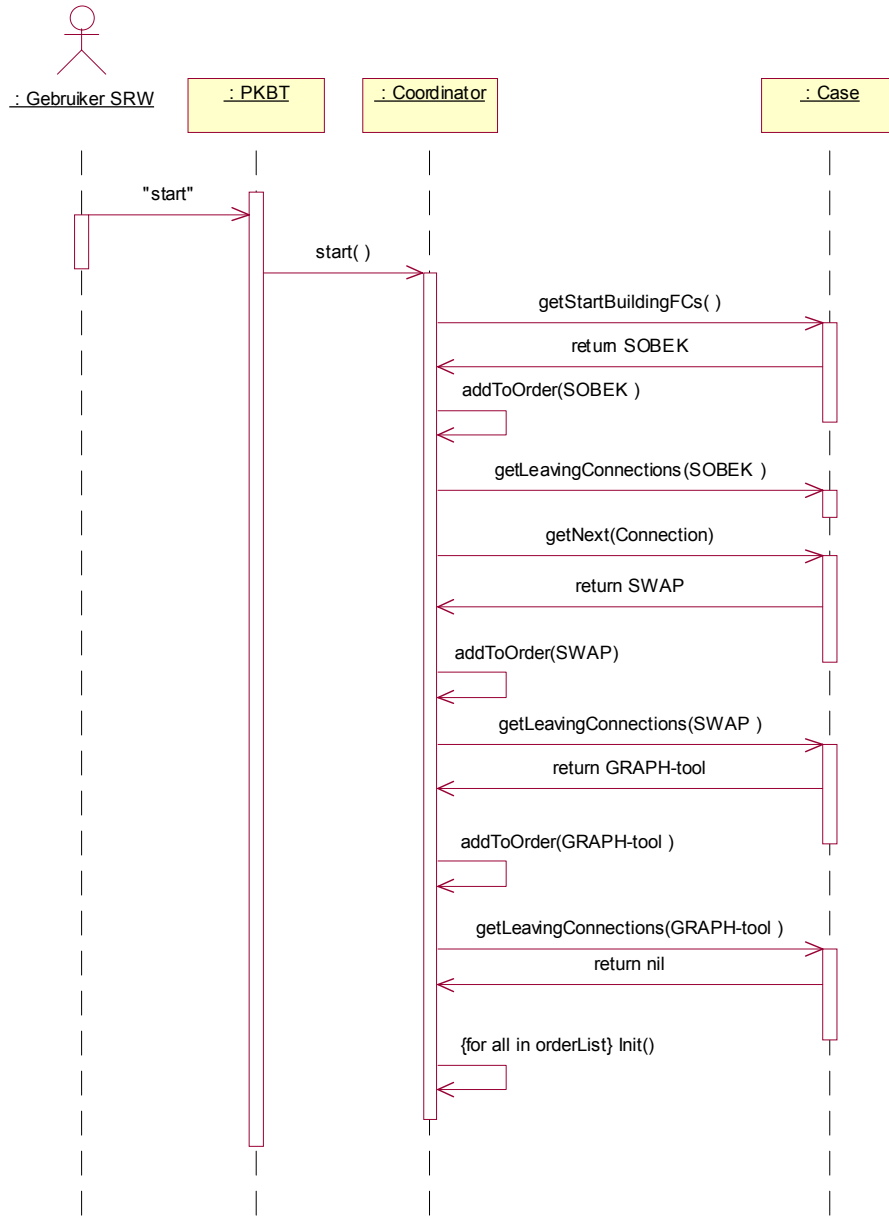 : Gebruiker SRW
: PKBT
: Coordinator
: Case
"start"
start( )
getStartBuildingFCs( )
return SOBEK
addToOrder(SOBEK )
getLeavingConnections(SOBEK )
getNext(Connection)
return SWAP
addToOrder(SWAP)
getLeavingConnections(SWAP )
return GRAPH-tool
addToOrder(GRAPH-tool )
getLeavingConnections(GRAPH-tool )
return nil
{for all in orderList} Init()